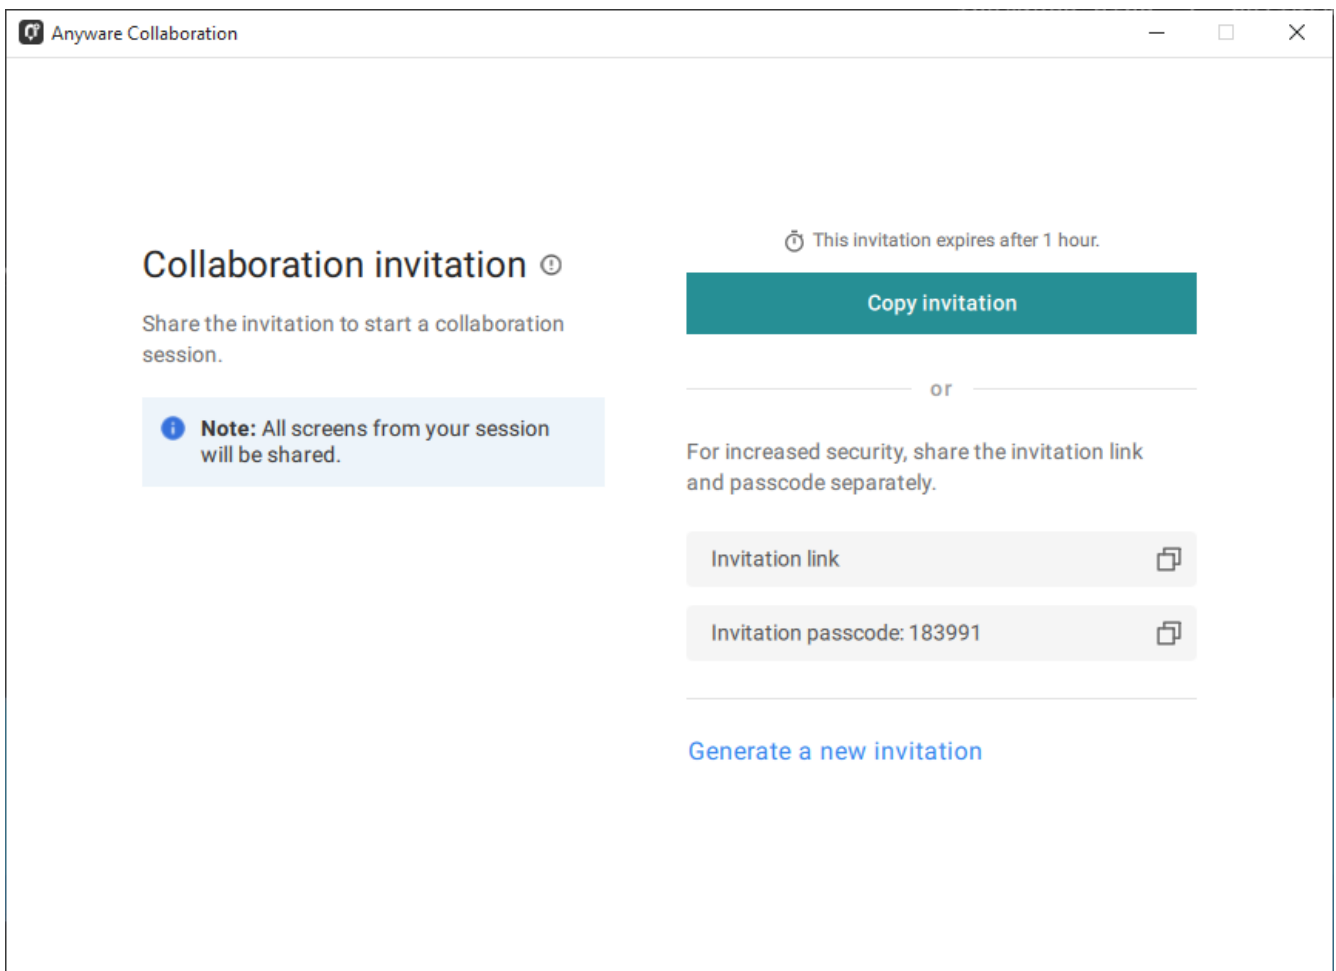 Anyware Collaboration
Collaboration invitation
Share the invitation to start a collaboration
session.
Note: All screens from your session
will be shared.
This invitation expires after 1 hour.
Copy invitation
or
For increased security, share the invitation link
and passcode separately.
Invitation link
Invitation passcode: 183991
Generate a new invitation